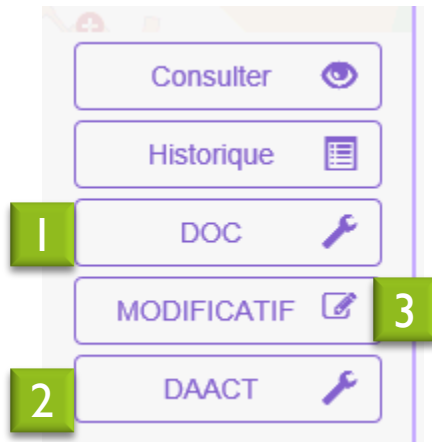 Consulter
Historique
1 DOC
MODIFICATIF 3
2 DAACT